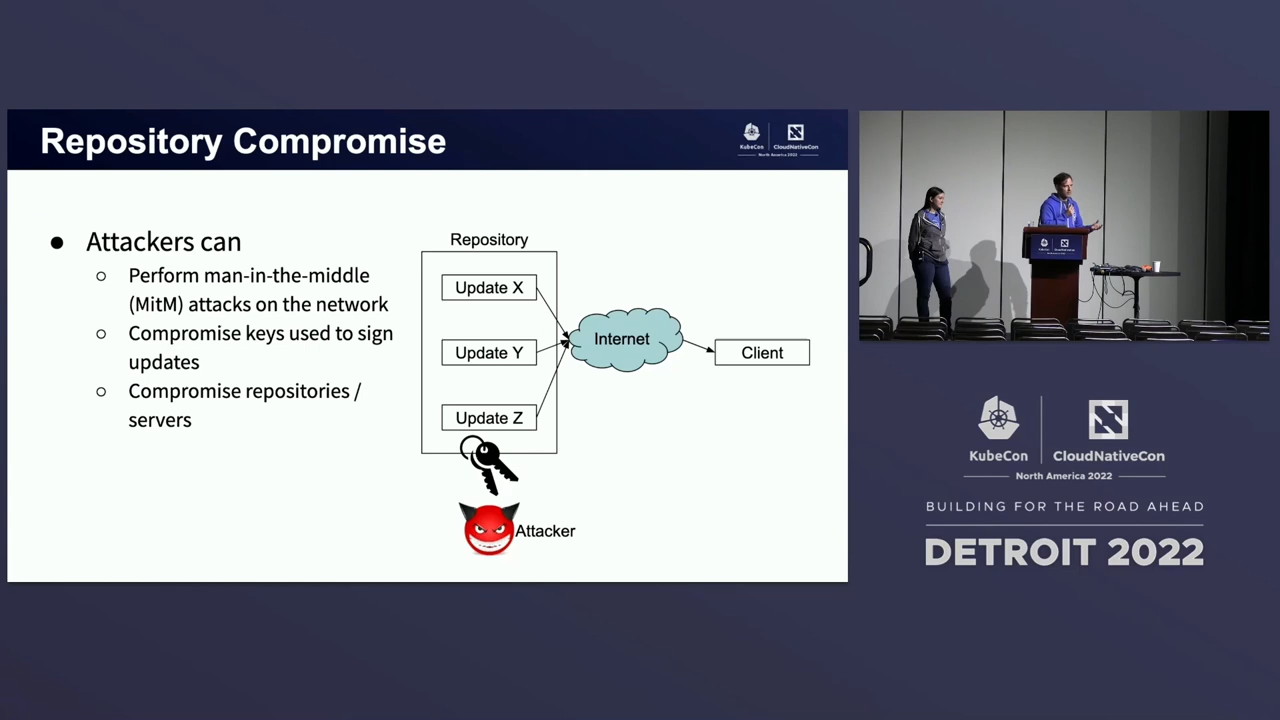 Repository Compromise
KubeCon
CloudNativeCon
North America 2022
● Attackers can
○ Perform man-in-the-middle
(MitM) attacks on the network
○ Compromise keys used to sign
updates
○ Compromise repositories /
servers
Repository
Update X
Update Y
Update Z
Internet
Client
Attacker
KubeCon
CloudNativeCon
North America 2022
BUILDING FOR THE ROAD AHEAD
DETROIT 2022